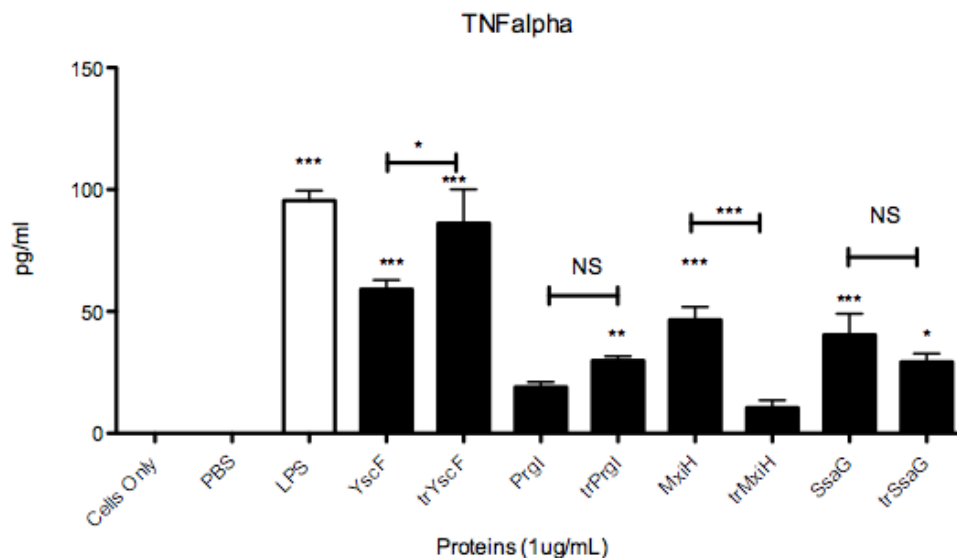 TNFalpha
150
100
50
0
pg/ml
***
***
*
***
NS
**
***
***
NS
***
*
Cells Only
PBS
LPS
YscF
trYscF
PrgI
trPrgI
MxiH
trMxiH
SsaG
trSsaG
Proteins (1ug/mL)